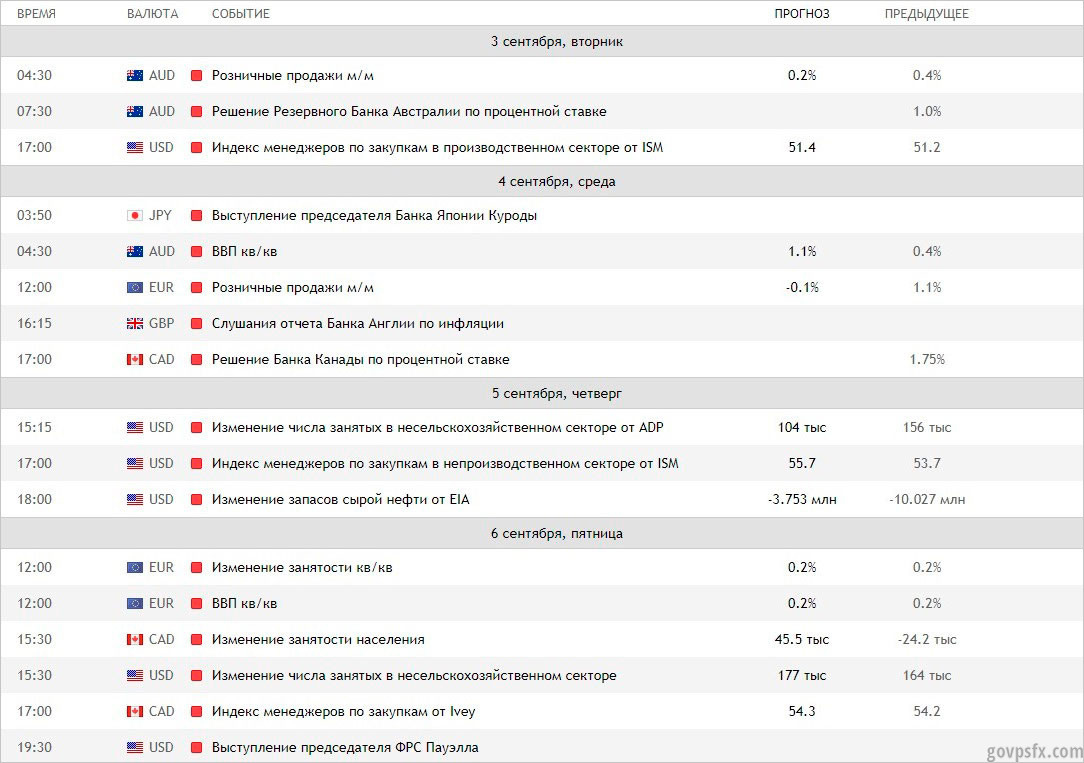 ВРЕМЯ ВАЛЮТА СОБЫТИЕ ПРОГНОЗ ПРЕДЫДУЩЕЕ
3 сентября, вторник
04:30 AUD Розничные продажи м/м 0.2% 0.4%
07:30 AUD Решение Резервного Банка Австралии по процентной ставке 1.0%
17:00 USD Индекс менеджеров по закупкам в производственном секторе от ISM 51.4 51.2
4 сентября, среда
03:50 JPY Выступление председателя Банка Японии Куроды
04:30 AUD ВВП кв/кв 1.1% 0.4%
12:00 EUR Розничные продажи м/м -0.1% 1.1%
16:15 GBP Слушания отчета Банка Англии по инфляции
17:00 CAD Решение Банка Канады по процентной ставке 1.75%
5 сентября, четверг
15:15 USD Изменение числа занятых в несельскохозяйственном секторе от ADP 104 тыс 156 тыс
17:00 USD Индекс менеджеров по закупкам в непроизводственном секторе от ISM 55.7 53.7
18:00 USD Изменение запасов сырой нефти от EIA -3.753 млн -10.027 млн
6 сентября, пятница
12:00 EUR Изменение занятости кв/кв 0.2% 0.2%
12:00 EUR ВВП кв/кв 0.2% 0.2%
15:30 CAD Изменение занятости населения 45.5 тыс -24.2 тыс
15:30 USD Изменение числа занятых в несельскохозяйственном секторе 177 тыс 164 тыс
17:00 CAD Индекс менеджеров по закупкам от Ivey 54.3 54.2
19:30 USD Выступление председателя ФРС Пауэлла
govpsfx.com